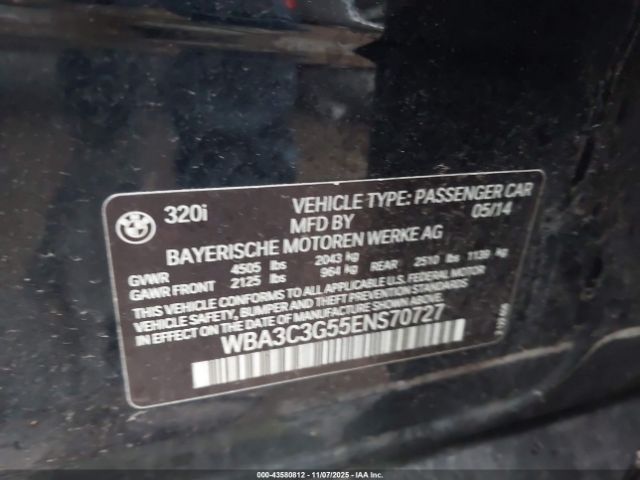 BMW
320i
VEHICLE TYPE: PASSENGER CAR
MFD BY 05/14
BAYERISCHE MOTOREN WERKE AG
GVWR 4505 lbs 2043 kg
GAWR FRONT 2125 lbs 964 kg REAR 2510 lbs 1139 kg
THIS VEHICLE CONFORMS TO ALL APPLICABLE U.S. FEDERAL MOTOR
VEHICLE SAFETY, BUMPER AND THEFT PREVENTION STANDARDS IN
EFFECT ON THE DATE OF MANUFACTURE SHOWN ABOVE.
WBA3C3G55ENS70727
000-43580812 - 11/07/2025 - IAA Inc.